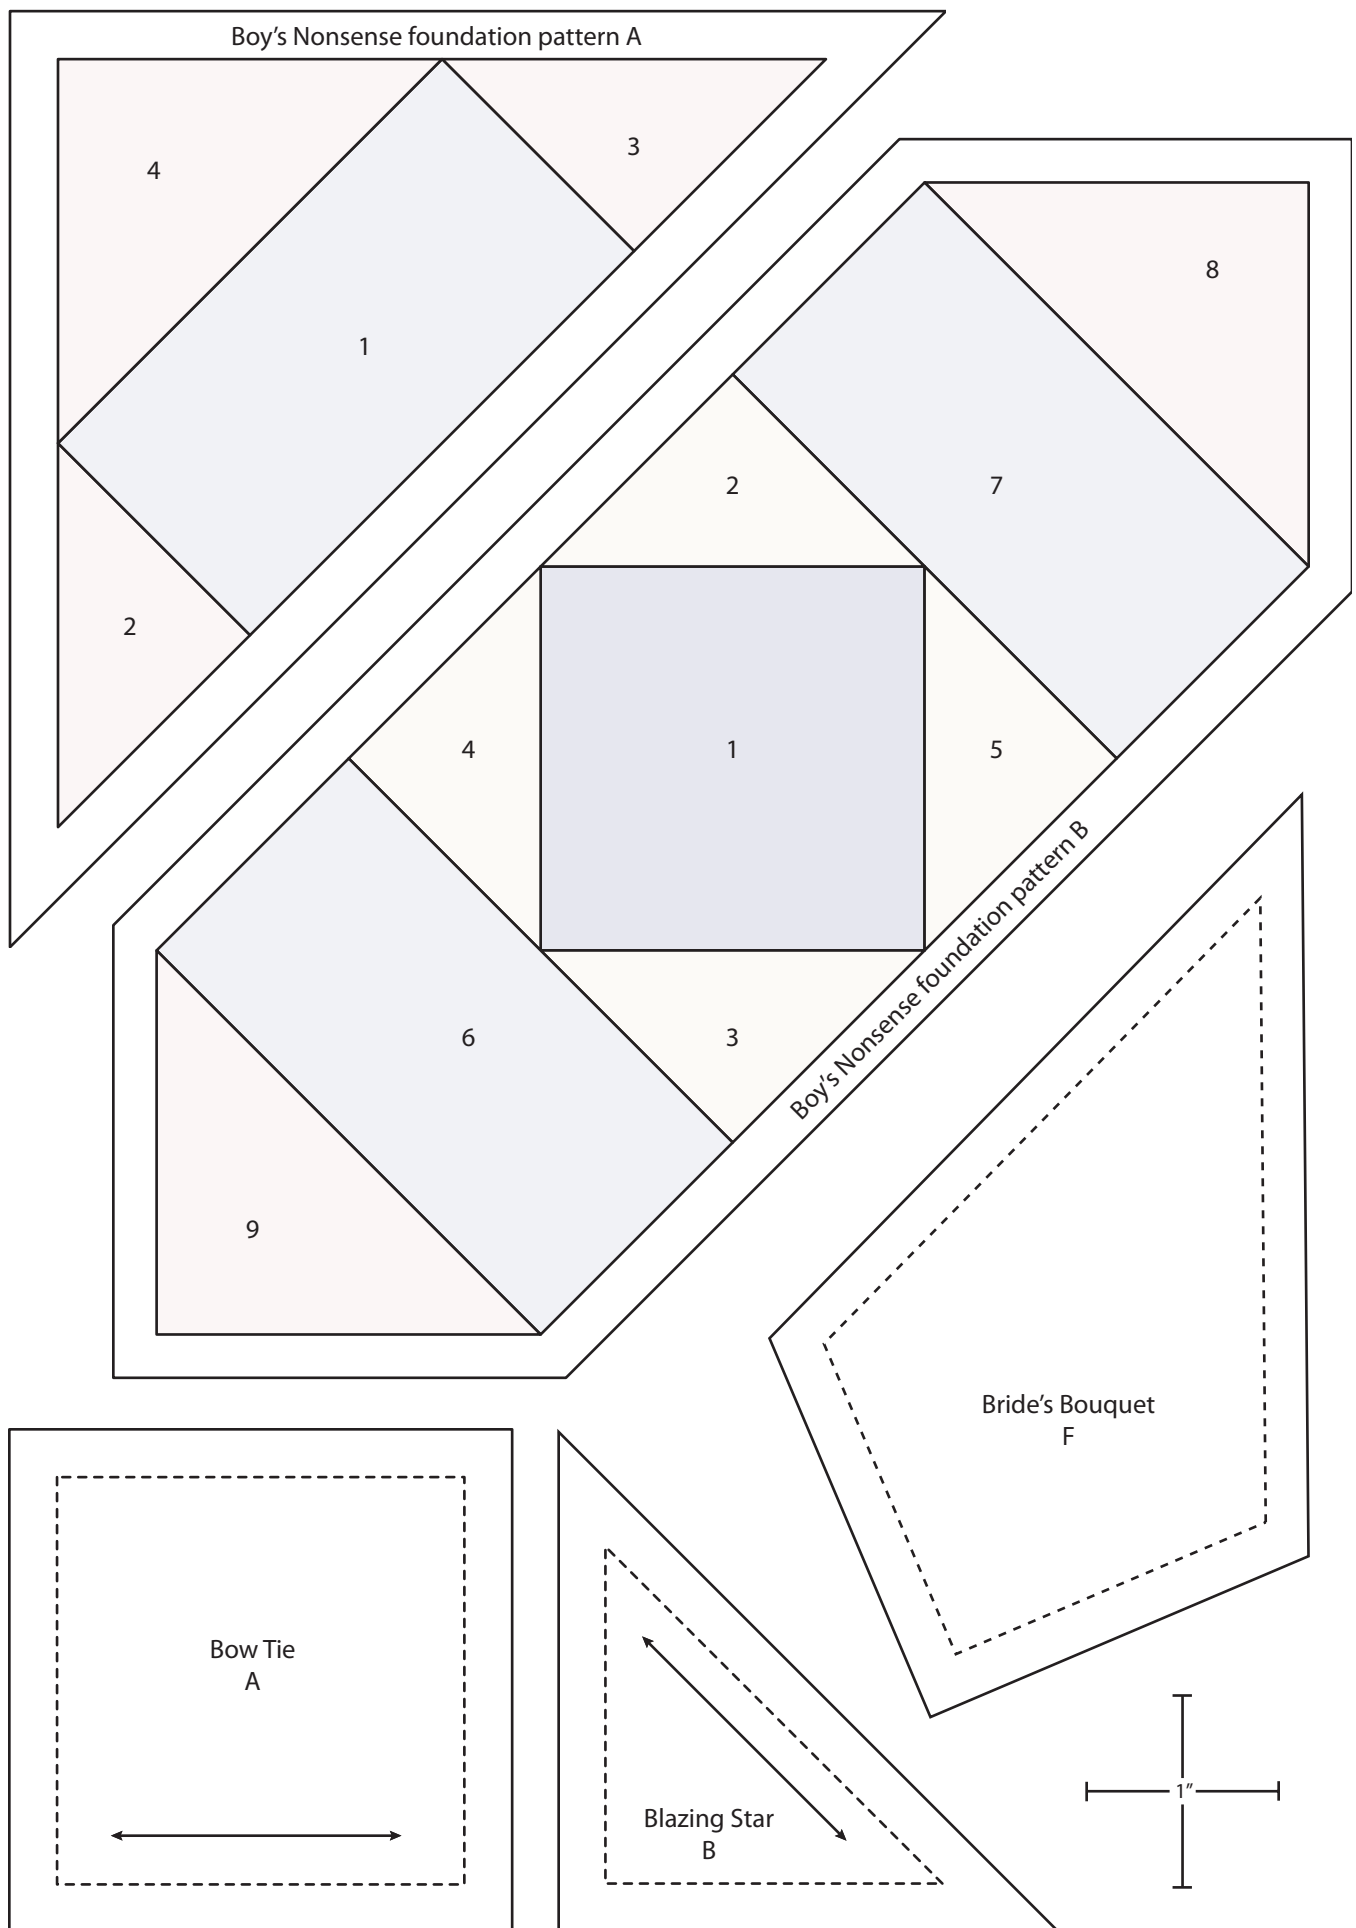 Boy’s Nonsense foundation pattern A
4
3
1
2
8
7
2
4
1
5
6
3
9
Boy’s Nonsense foundation pattern B
Bride’s Bouquet
F
Bow Tie
A
Blazing Star
B
1”